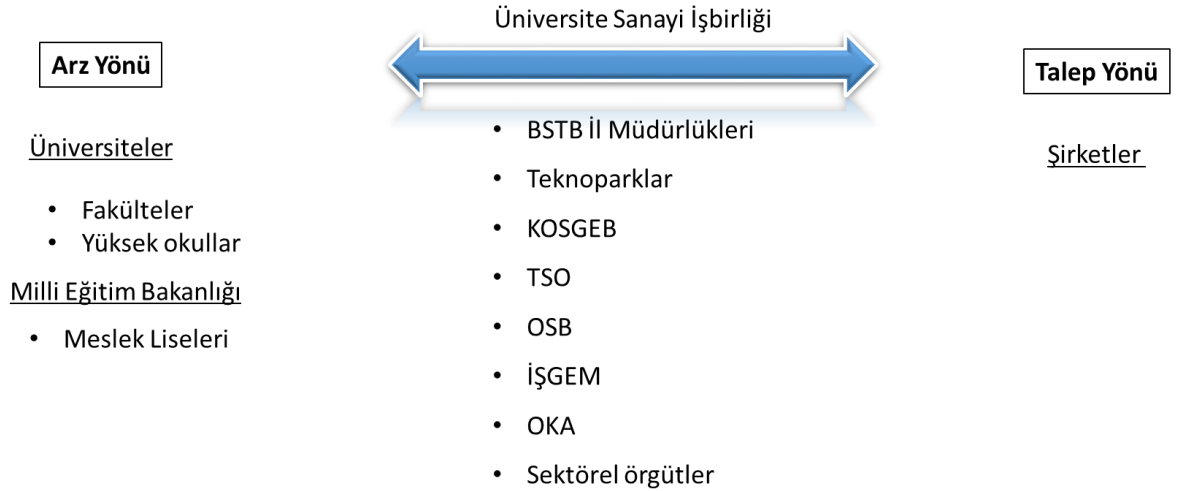 Üniversite Sanayi İşbirliği
Arz Yönü
Üniversiteler
• Fakülteler
• Yüksek okullar
Milli Eğitim Bakanlığı
• Meslek Liseleri
• BSTB İl Müdürlükleri
• Teknoparklar
• KOSGEB
• TSO
• OSB
• İŞGEM
• OKA
• Sektörel örgütler
Talep Yönü
Şirketler